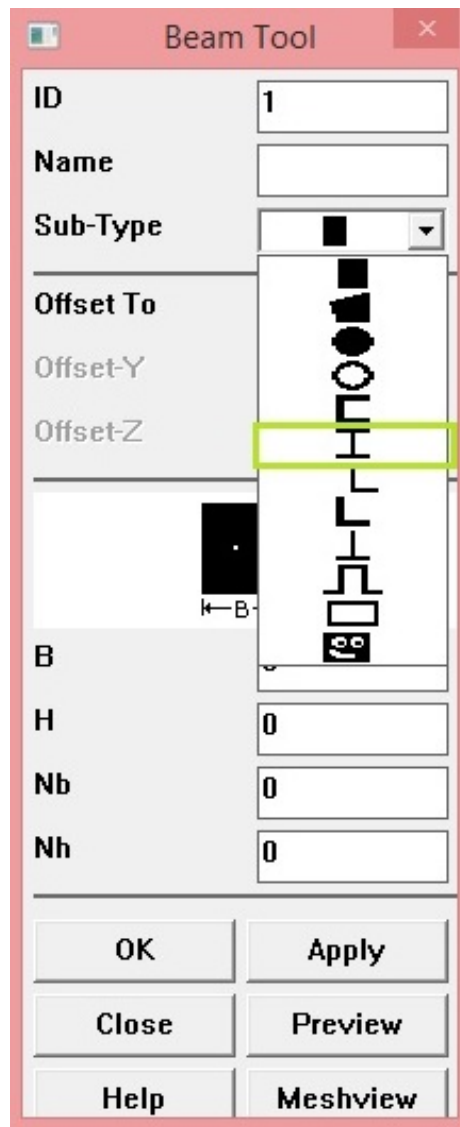 Beam Tool
ID 1
Name
Sub-Type
Offset To
Offset-Y
Offset-Z
B
B
H 0
Nb 0
Nh 0
OK Apply
Close Preview
Help Meshview